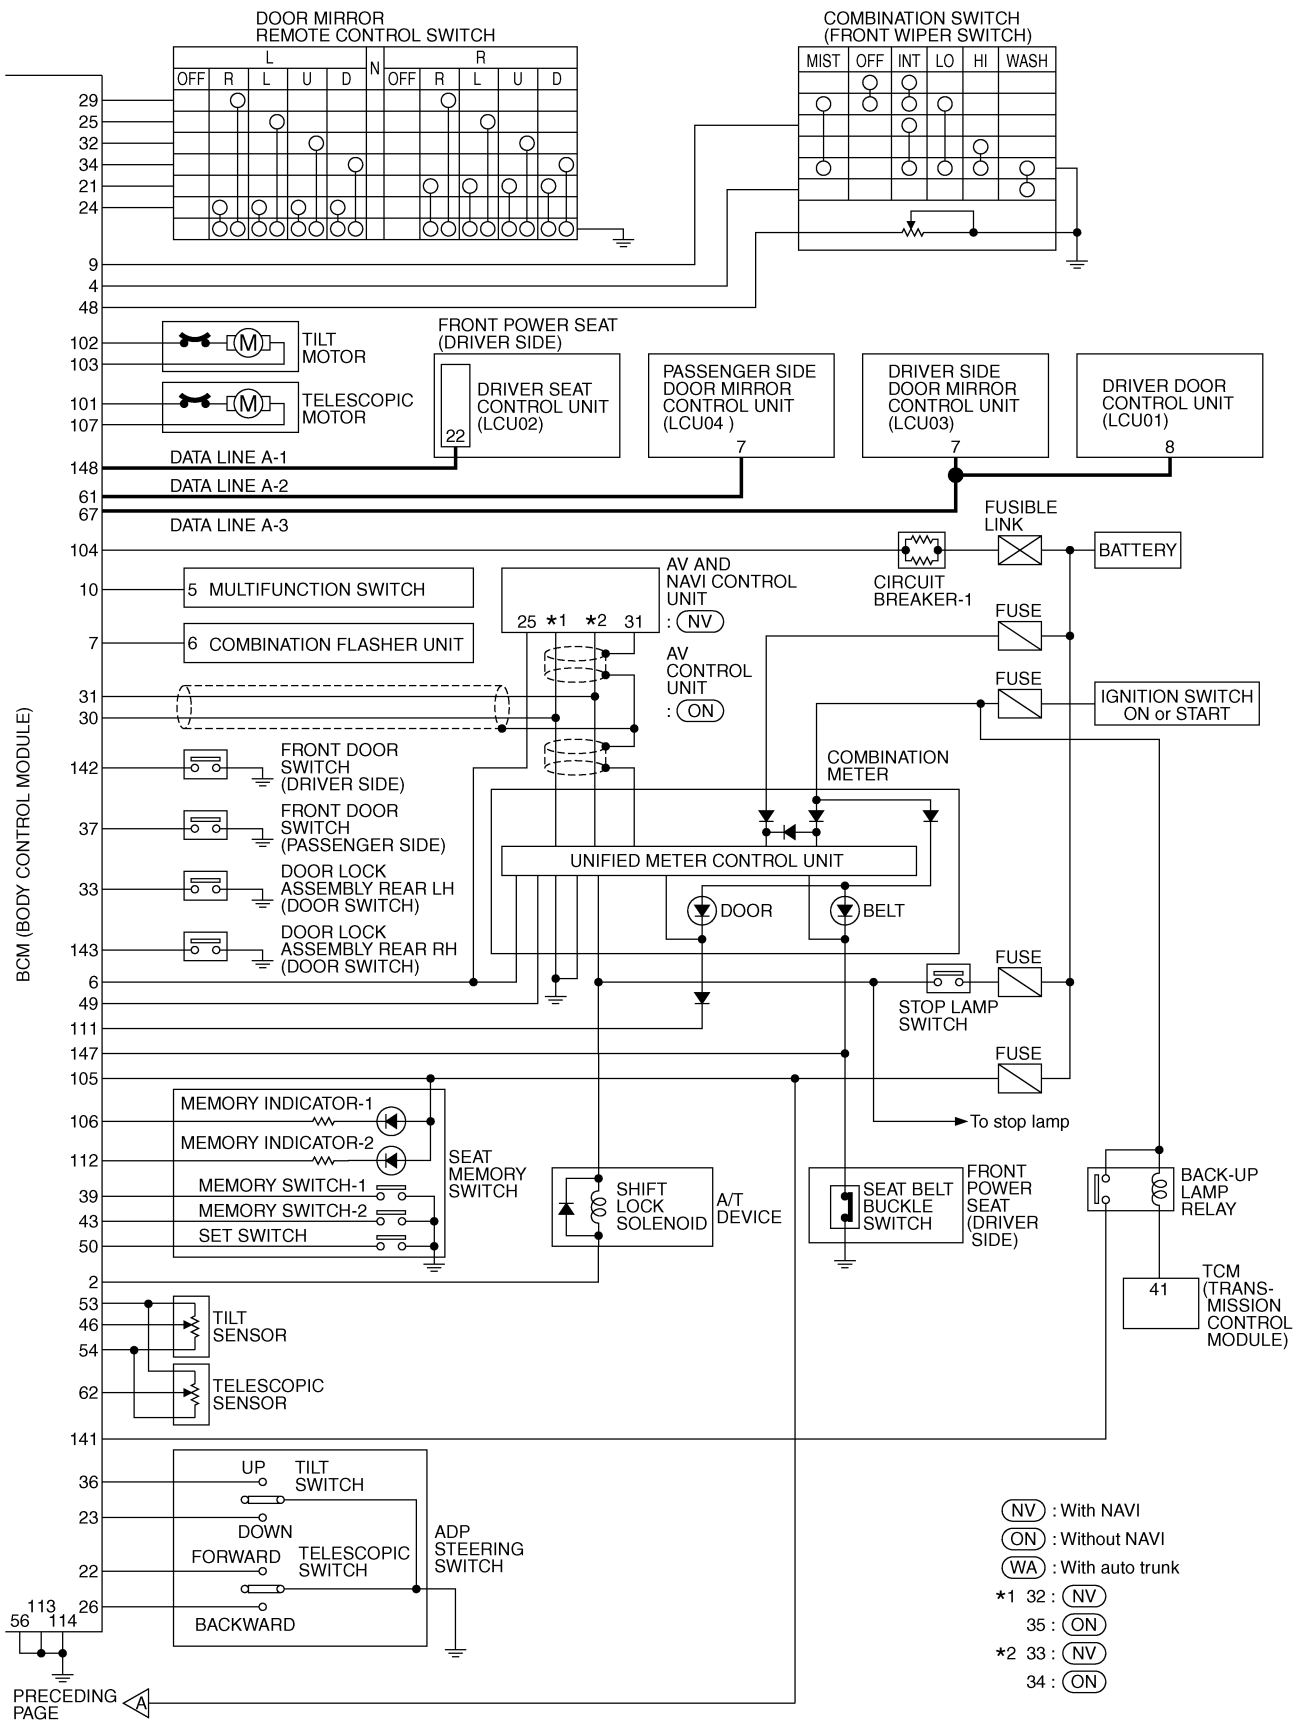 DOOR MIRROR
REMOTE CONTROL SWITCH
L N R
OFF R L U D OFF R L U D
COMBINATION SWITCH
(FRONT WIPER SWITCH)
MIST OFF INT LO HI WASH
29
25
32
34
21
24
9
4
48
102
103
M
TILT
MOTOR
101
107
M
TELESCOPIC
MOTOR
FRONT POWER SEAT
(DRIVER SIDE)
DRIVER SEAT
CONTROL UNIT
(LCU02)
22
PASSENGER SIDE
DOOR MIRROR
CONTROL UNIT
(LCU04 )
7
DRIVER SIDE
DOOR MIRROR
CONTROL UNIT
(LCU03)
7
DRIVER DOOR
CONTROL UNIT
(LCU01)
8
148
DATA LINE A-1
61
DATA LINE A-2
67
DATA LINE A-3
104
FUSIBLE
LINK
BATTERY
CIRCUIT
BREAKER-1
10
5 MULTIFUNCTION SWITCH
7
6 COMBINATION FLASHER UNIT
25 *1 *2 31
AV AND
NAVI CONTROL
UNIT
: NV
AV
CONTROL
UNIT
: ON
FUSE
FUSE
IGNITION SWITCH
ON or START
31
30
BCM (BODY CONTROL MODULE)
142
FRONT DOOR
SWITCH
(DRIVER SIDE)
37
FRONT DOOR
SWITCH
(PASSENGER SIDE)
33
DOOR LOCK
ASSEMBLY REAR LH
(DOOR SWITCH)
143
DOOR LOCK
ASSEMBLY REAR RH
(DOOR SWITCH)
COMBINATION
METER
UNIFIED METER CONTROL UNIT
DOOR
BELT
6
49
111
147
105
FUSE
STOP LAMP
SWITCH
FUSE
To stop lamp
106
MEMORY INDICATOR-1
112
MEMORY INDICATOR-2
39
MEMORY SWITCH-1
43
MEMORY SWITCH-2
50
SET SWITCH
SEAT
MEMORY
SWITCH
SHIFT
LOCK
SOLENOID
A/T
DEVICE
SEAT BELT
BUCKLE
SWITCH
FRONT
POWER
SEAT
(DRIVER
SIDE)
BACK-UP
LAMP
RELAY
41
TCM
(TRANS-
MISSION
CONTROL
MODULE)
2
53
46
54
TILT
SENSOR
62
TELESCOPIC
SENSOR
141
36
UP
TILT
SWITCH
23
DOWN
22
FORWARD
TELESCOPIC
SWITCH
26
BACKWARD
ADP
STEERING
SWITCH
56 113 114
PRECEDING
PAGE
A
NV : With NAVI
ON : Without NAVI
WA : With auto trunk
*1 32 : NV
35 : ON
*2 33 : NV
34 : ON